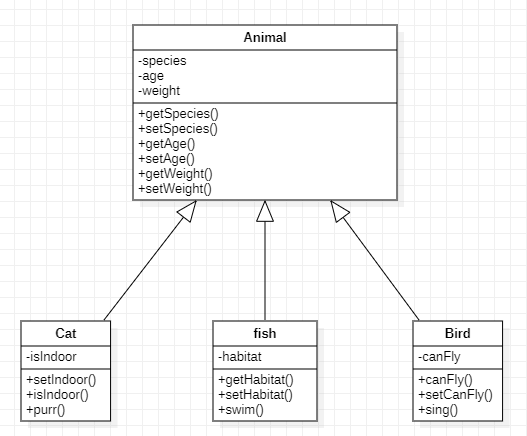 Animal
-species
-age
-weight
+getSpecies()
+setSpecies()
+getAge()
+setAge()
+getWeight()
+setWeight()
Cat
-isIndoor
+setIndoor()
+isIndoor()
+purr()
fish
-habitat
+getHabitat()
+setHabitat()
+swim()
Bird
-canFly
+canFly()
+setCanFly()
+sing()